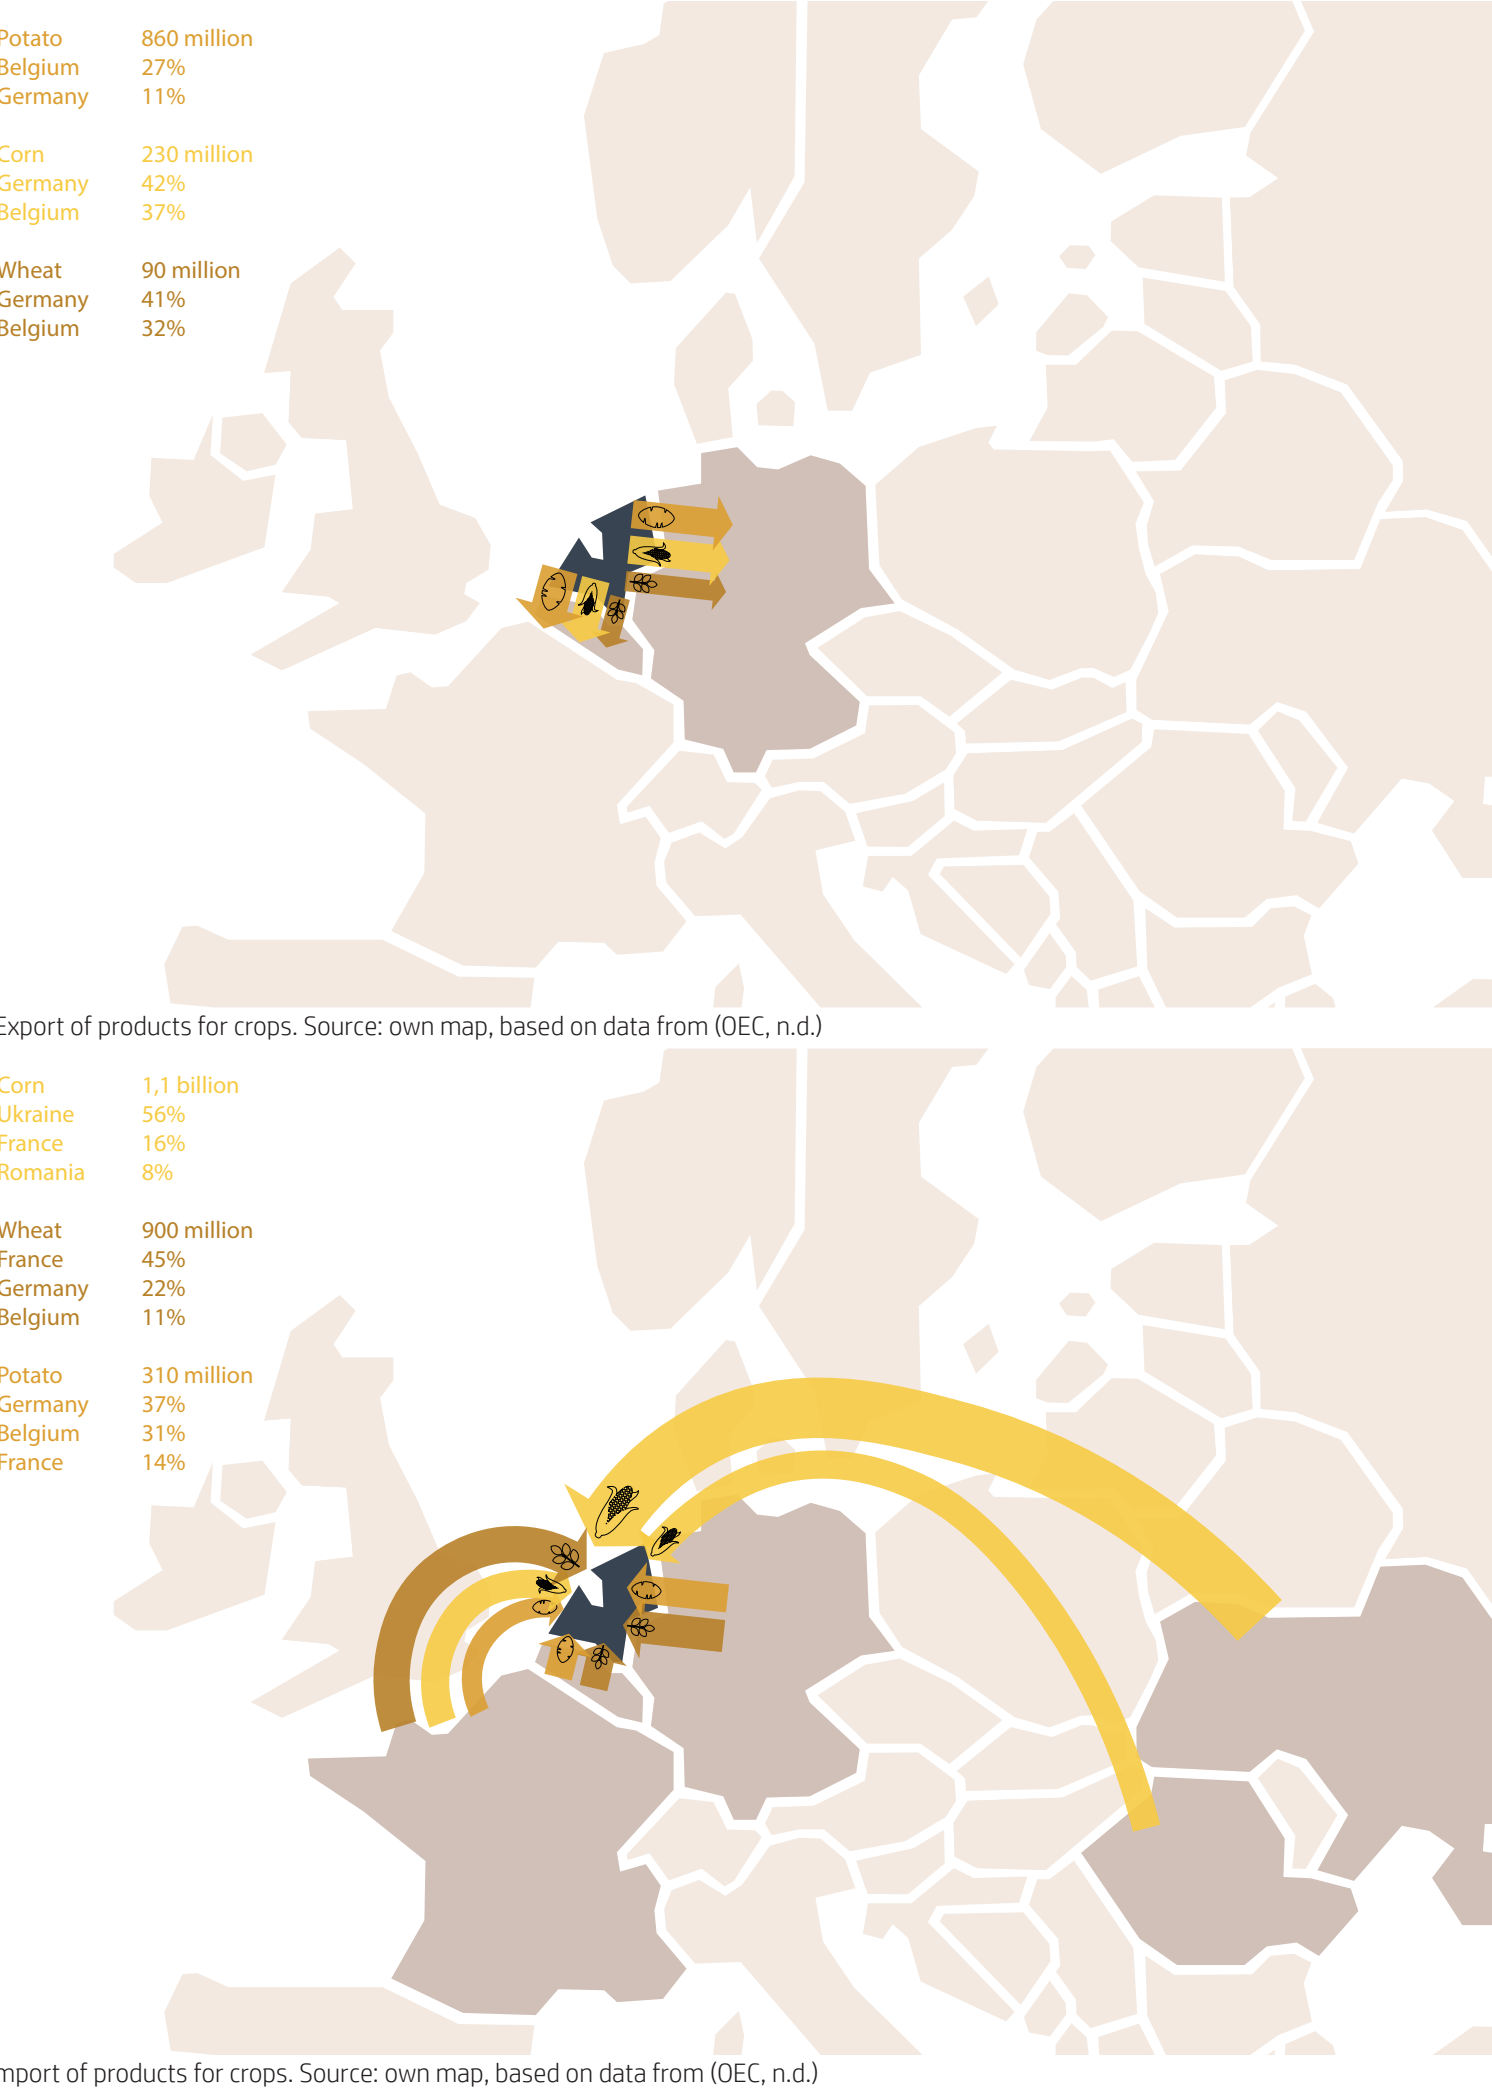 Potato 860 million
Belgium 27%
Germany 11%
Corn 230 million
Germany 42%
Belgium 37%
Wheat 90 million
Germany 41%
Belgium 32%
Export of products for crops. Source: own map, based on data from (OEC, n.d.)
Corn 1,1 billion
Ukraine 56%
France 16%
Romania 8%
Wheat 900 million
France 45%
Germany 22%
Belgium 11%
Potato 310 million
Germany 37%
Belgium 31%
France 14%
mport of products for crops. Source: own map, based on data from (OEC, n.d.)